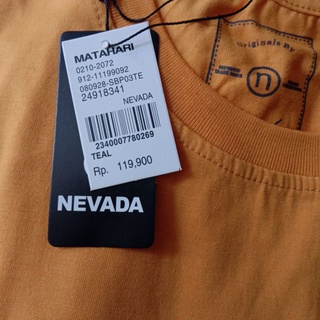 MATAHARI
0210-2072
912-11199092
080928-SBP03TE
24918341
NEVADA
2340007780269
TEAL
Rp. 119,900
NEVADA
originals by
n